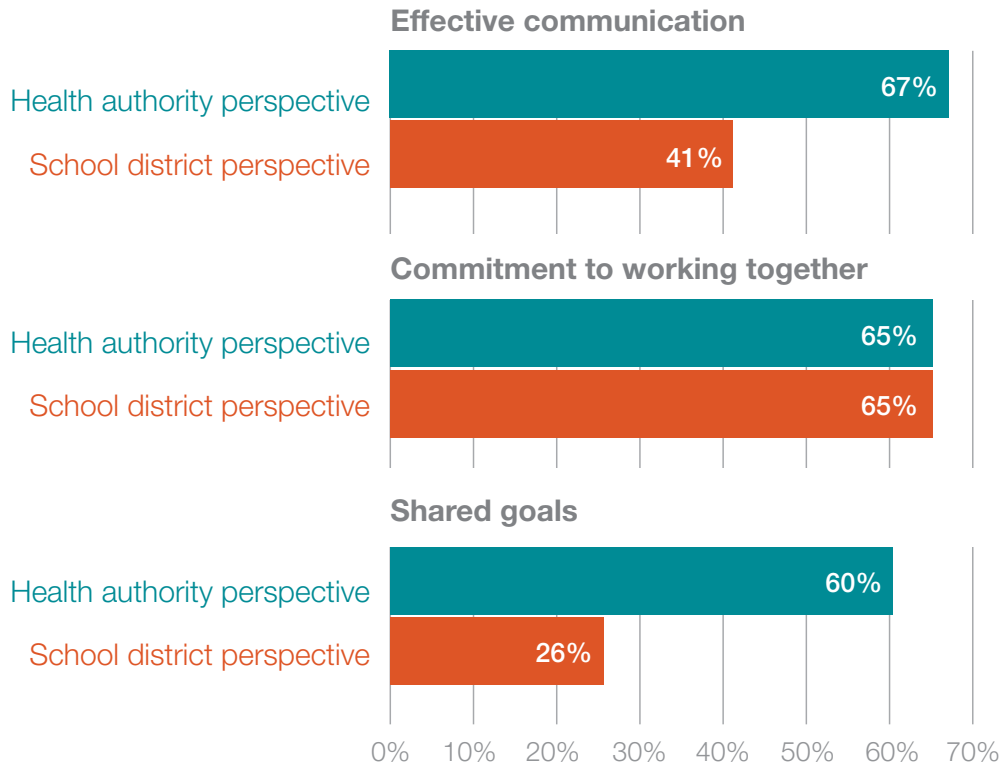 Effective communication
Health authority perspective
67%
School district perspective
41%
Commitment to working together
Health authority perspective
65%
School district perspective
65%
Shared goals
Health authority perspective
60%
School district perspective
26%
0% 10% 20% 30% 40% 50% 60% 70%